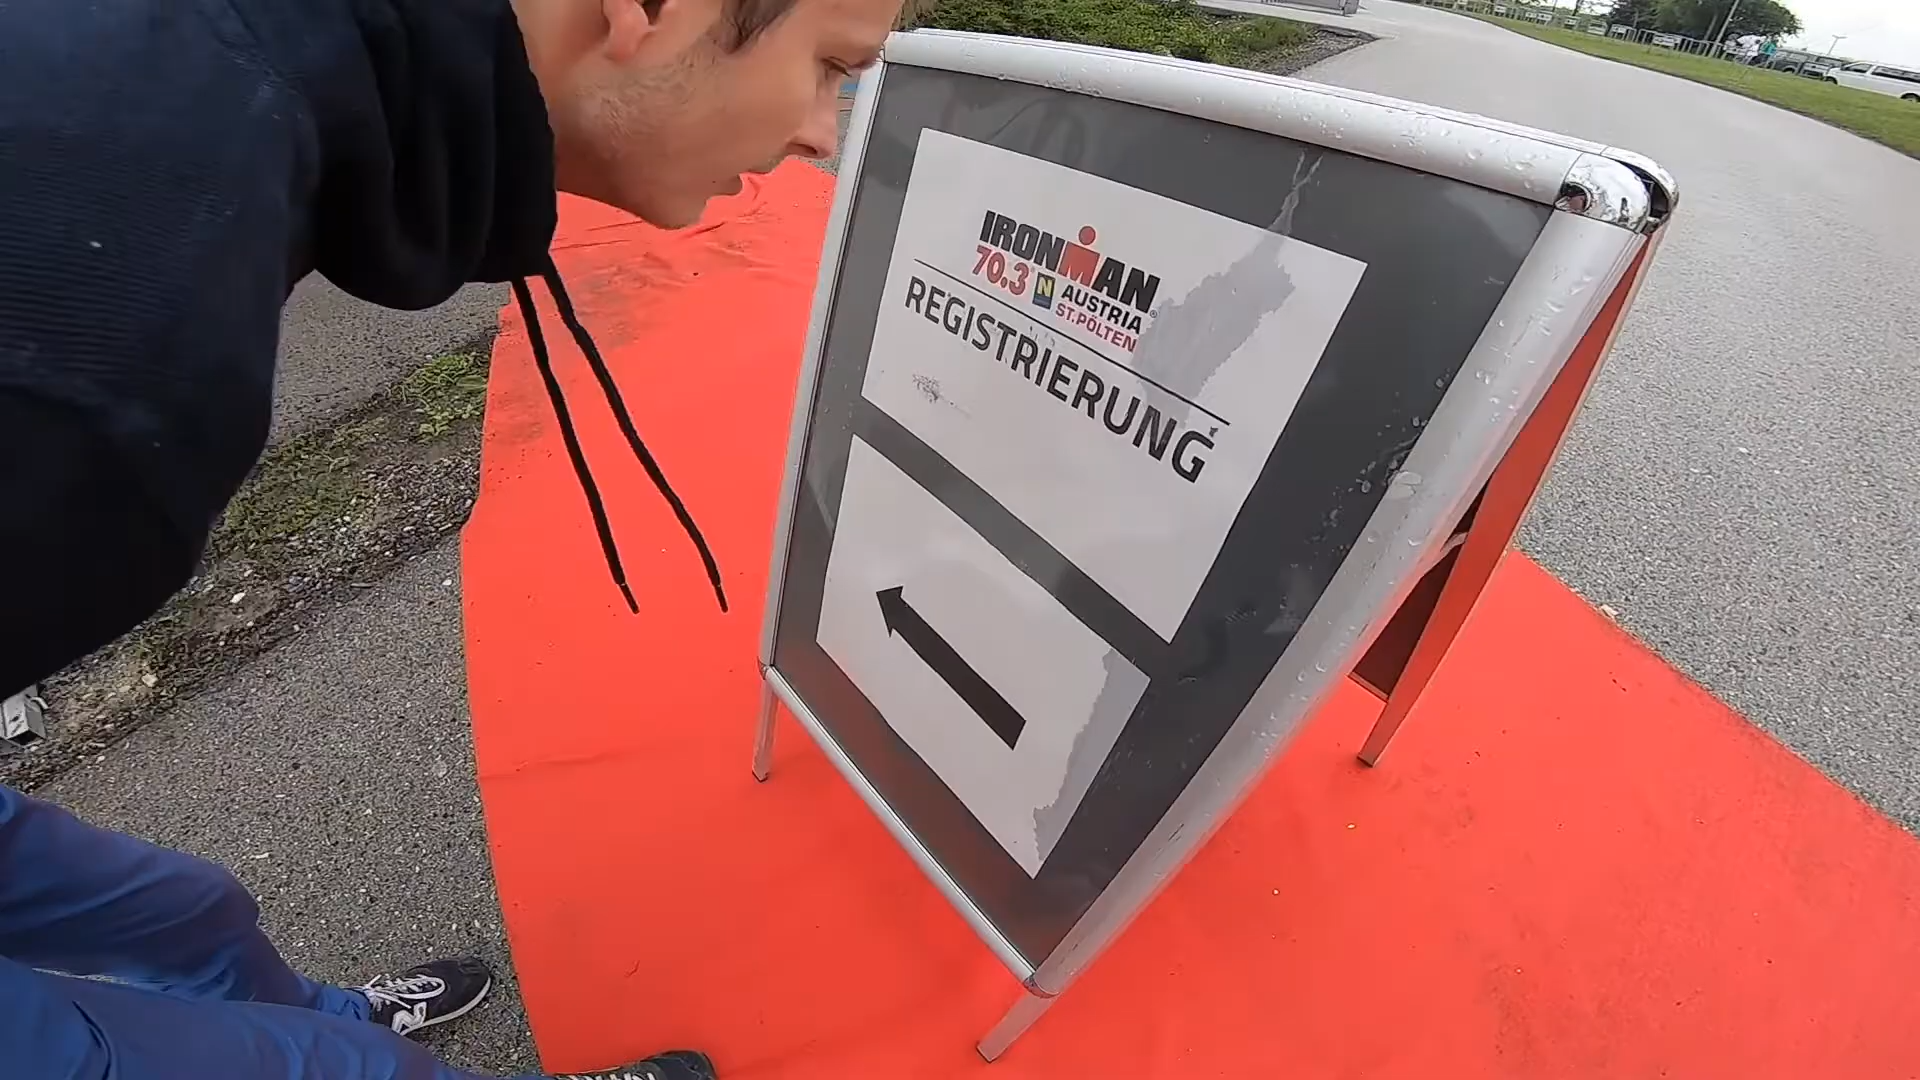 IRONMAN
70.3 AUSTRIA
ST.PÖLTEN
REGISTRIERUNG